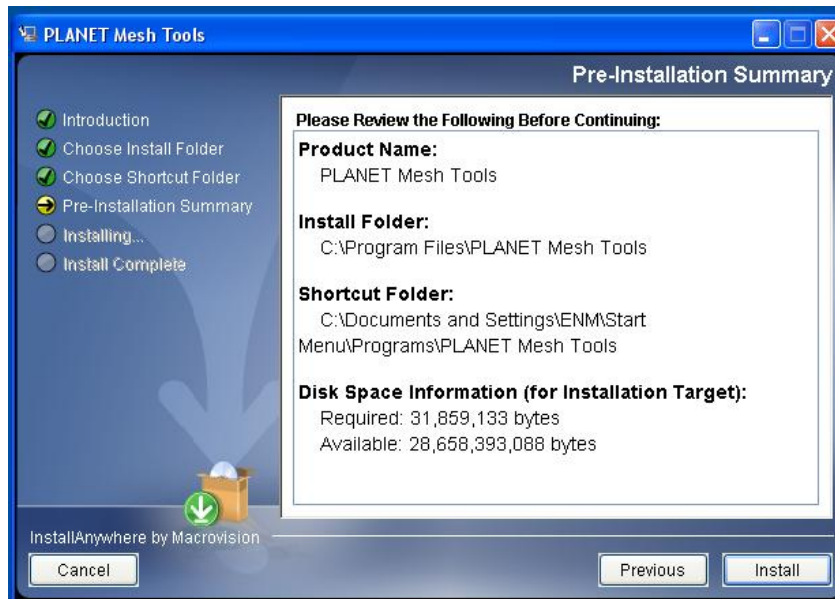 PLANET Mesh Tools
Pre-Installation Summary
Introduction
Choose Install Folder
Choose Shortcut Folder
Pre-Installation Summary
Installing...
Install Complete
Please Review the Following Before Continuing:
Product Name:
PLANET Mesh Tools
Install Folder:
C:\Program Files\PLANET Mesh Tools
Shortcut Folder:
C:\Documents and Settings\ENM\Start
Menu\Programs\PLANET Mesh Tools
Disk Space Information (for Installation Target):
Required: 31,859,133 bytes
Available: 28,658,393,088 bytes
InstallAnywhere by Macrovision
Cancel
Previous
Install